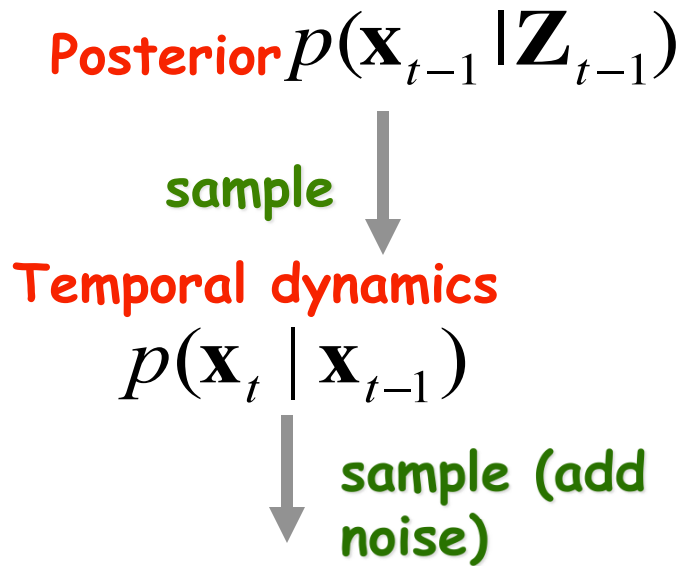 Posterior p(x_{t-1} | Z_{t-1})
sample
Temporal dynamics
p(x_t | x_{t-1})
sample (add
noise)